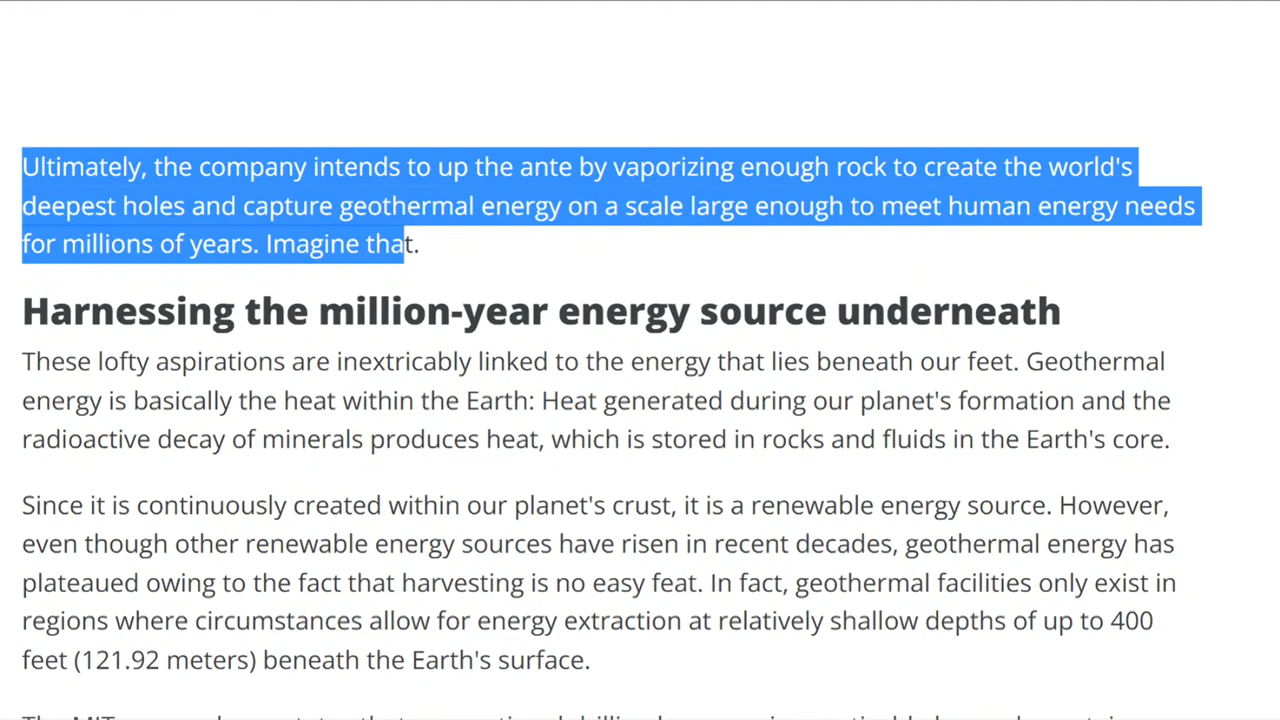 Ultimately, the company intends to up the ante by vaporizing enough rock to create the world's
deepest holes and capture geothermal energy on a scale large enough to meet human energy needs
for millions of years. Imagine that.
Harnessing the million-year energy source underneath
These lofty aspirations are inextricably linked to the energy that lies beneath our feet. Geothermal
energy is basically the heat within the Earth: Heat generated during our planet's formation and the
radioactive decay of minerals produces heat, which is stored in rocks and fluids in the Earth's core.
Since it is continuously created within our planet's crust, it is a renewable energy source. However,
even though other renewable energy sources have risen in recent decades, geothermal energy has
plateaued owing to the fact that harvesting is no easy feat. In fact, geothermal facilities only exist in
regions where circumstances allow for energy extraction at relatively shallow depths of up to 400
feet (121.92 meters) beneath the Earth's surface.